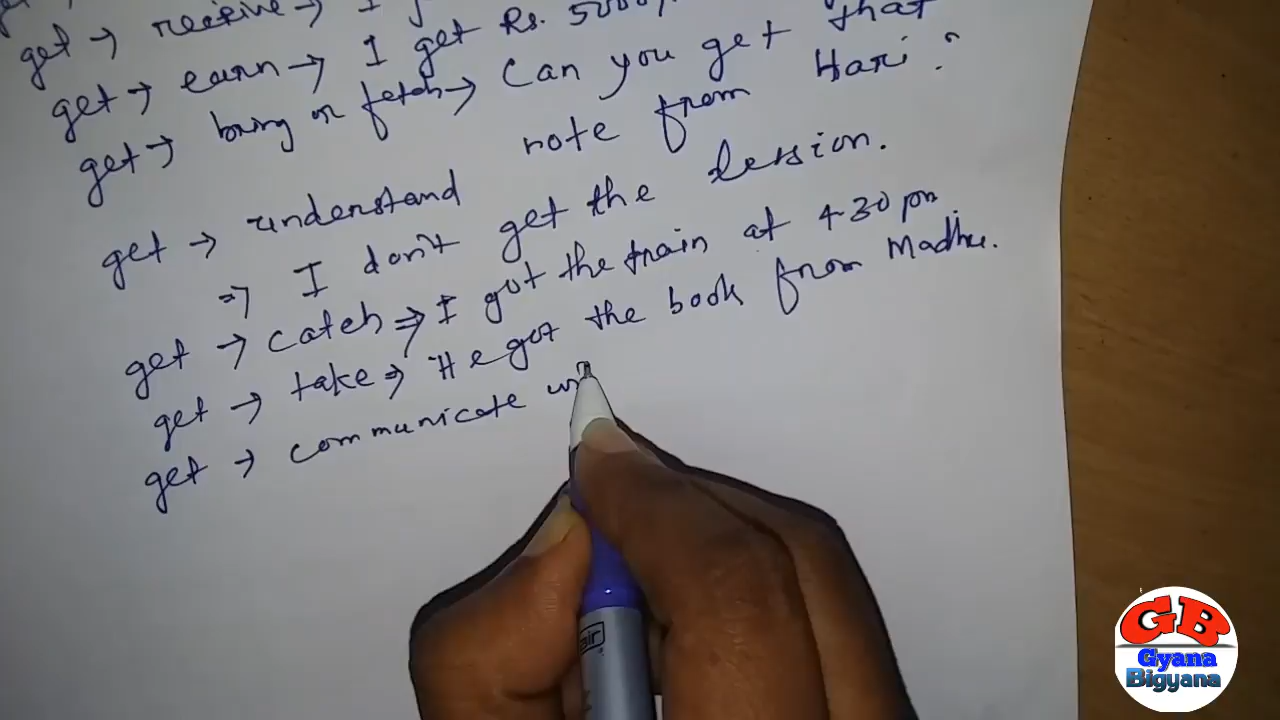 get → receive → I
get → earn → I get Rs. 5000/
get → bring or fetch → Can you get that
note from Hari ?
get → understand
⇒ I don't get the lession.
get → catch ⇒ I got the train at 4.30 pm.
get → take ⇒ He got the book from Madhu.
get → communicate wi
GB
Gyana
Bigyana